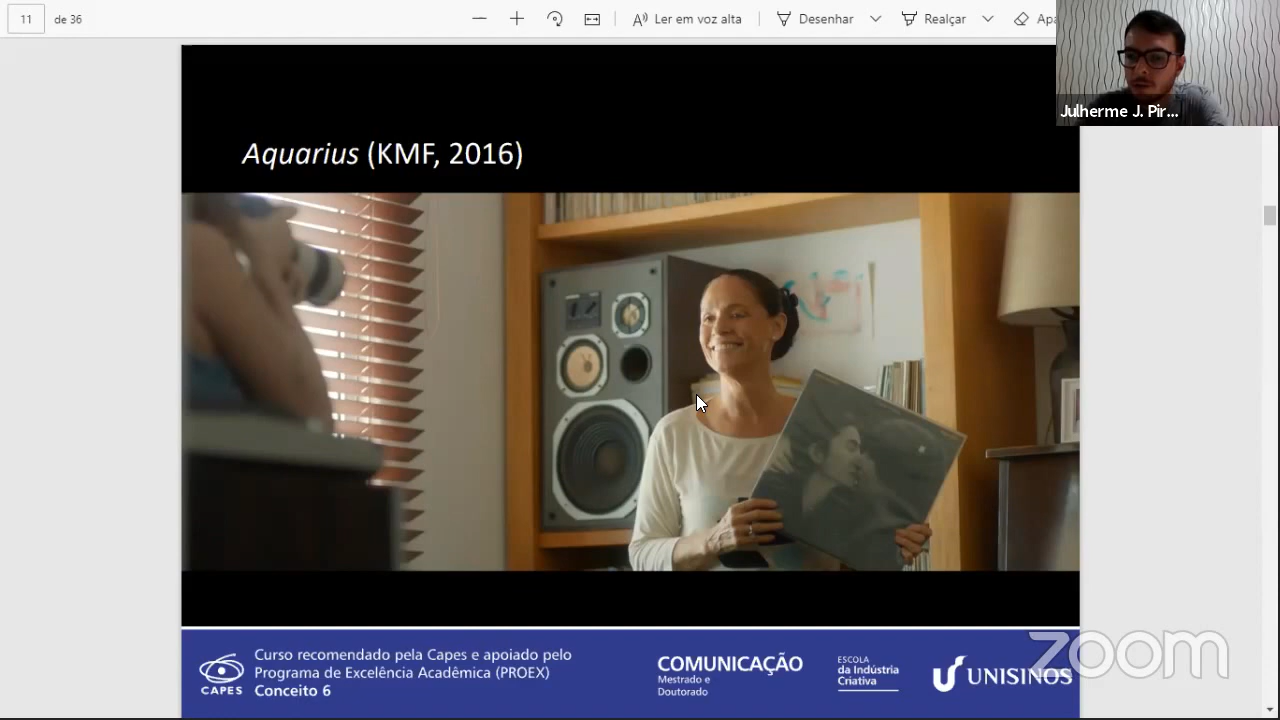 11 de 36
Ler em voz alta
Desenhar
Realçar
Apa
Julherme J. Pir...
Aquarius (KMF, 2016)
CAPES
Curso recomendado pela Capes e apoiado pelo
Programa de Excelência Acadêmica (PROEX)
Conceito 6
COMUNICAÇÃO
Mestrado e
Doutorado
ESCOLA
da Indústria
Criativa
UNISINOS
zoom